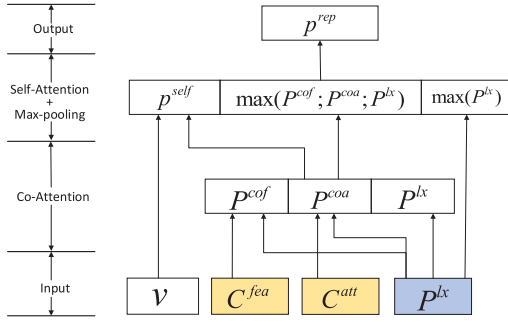 Output
p^rep
Self-Attention
+
Max-pooling
p^self max(P^cof;P^coa;P^lx) max(P^lx)
Co-Attention
P^cof P^coa P^lx
Input
v C^fea C^att P^lx